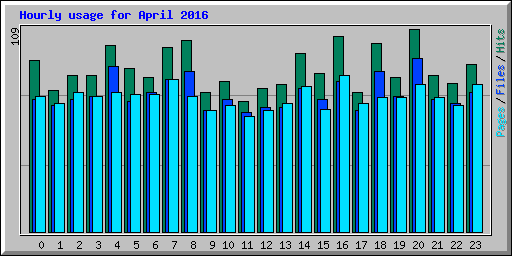 Hourly usage for April 2016
109
Pages / Files / Hits
0 1 2 3 4 5 6 7 8 9 10 11 12 13 14 15 16 17 18 19 20 21 22 23